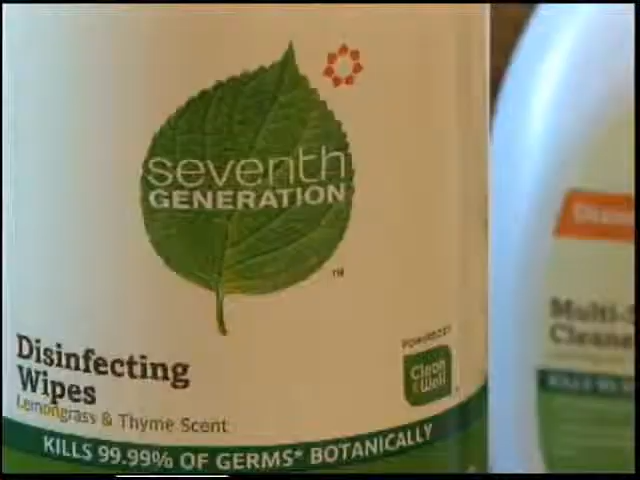 seventh
GENERATION
TM
Disinfecting
Wipes
Lemongrass & Thyme Scent
POWERED BY
Clean
Well
KILLS 99.99% OF GERMS* BOTANICALLY
Multi-S
Cleane